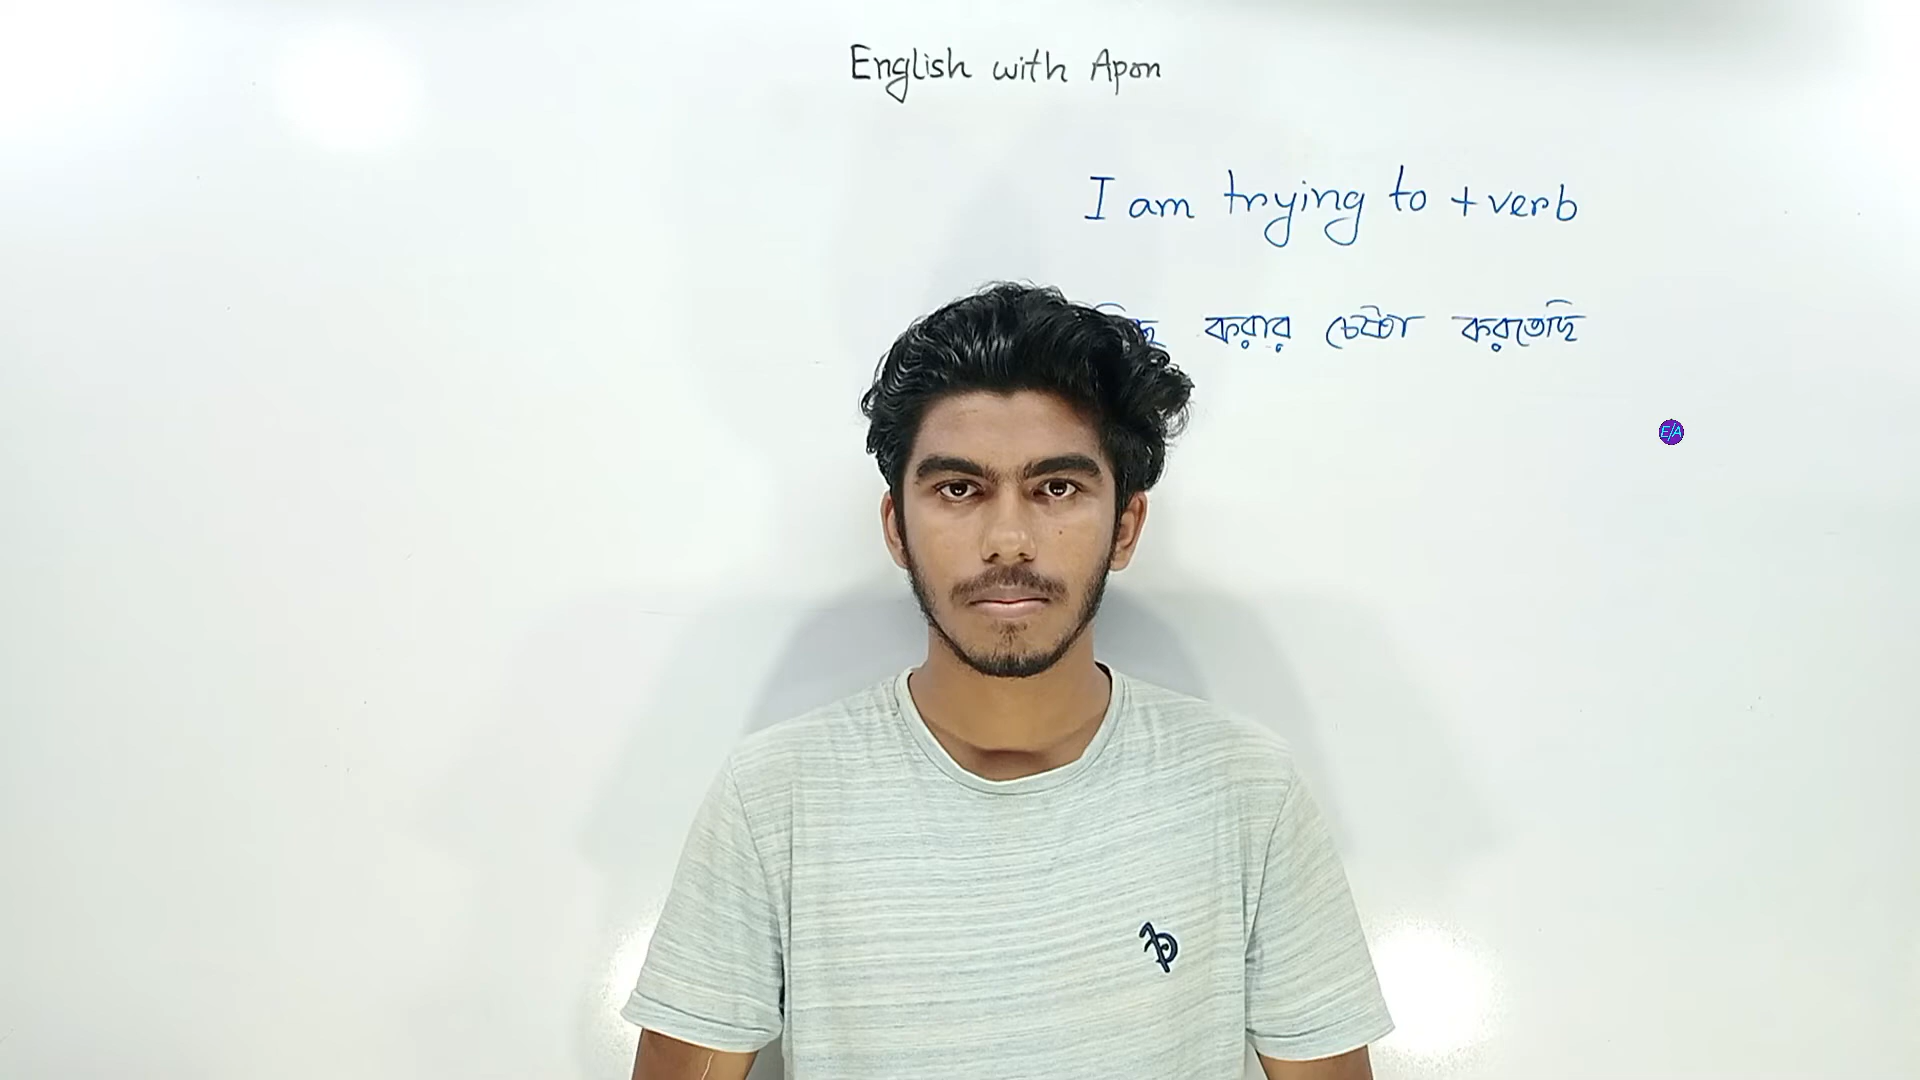 English with Apon
I am trying to + verb
করার চেষ্টা করতেছি
E/A